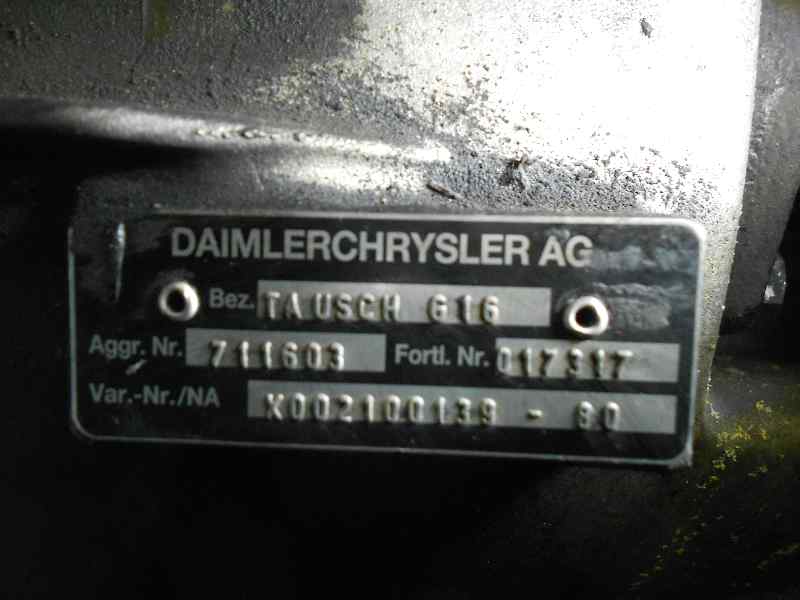 DAIMLERCHRYSLER AG
Bez. TAUSCH G16
Aggr. Nr. 711603 Fortl. Nr. 017317
Var.-Nr./NA X002100139 - 80